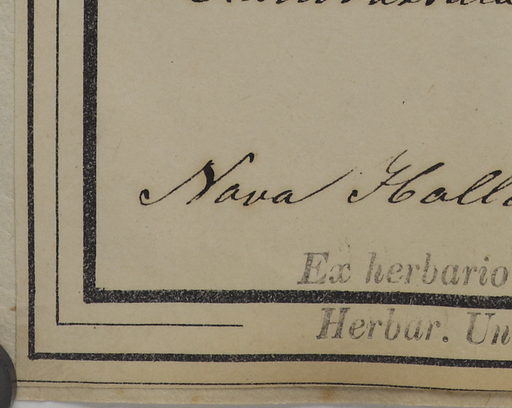 Nova Holl
Ex herbario
Herbar. Un